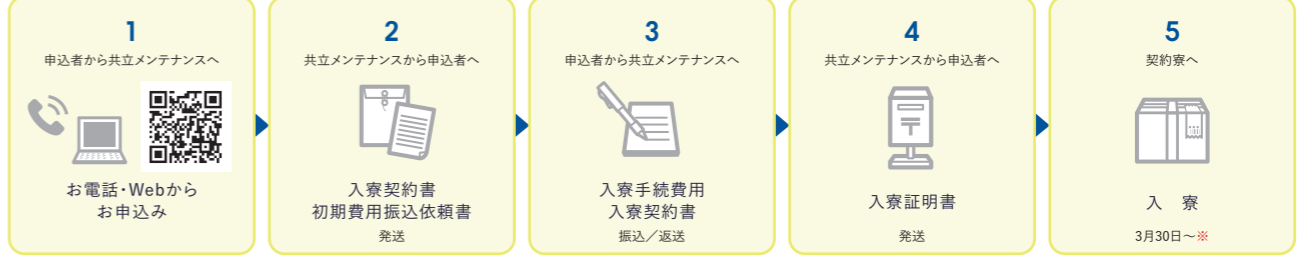 1
申込者から共立メンテナンスへ
お電話・Webから
お申込み
2
共立メンテナンスから申込者へ
入寮契約書
初期費用振込依頼書
発送
3
申込者から共立メンテナンスへ
入寮手続費用
入寮契約書
振込／返送
4
共立メンテナンスから申込者へ
入寮証明書
発送
5
契約寮へ
入　寮
3月30日～※